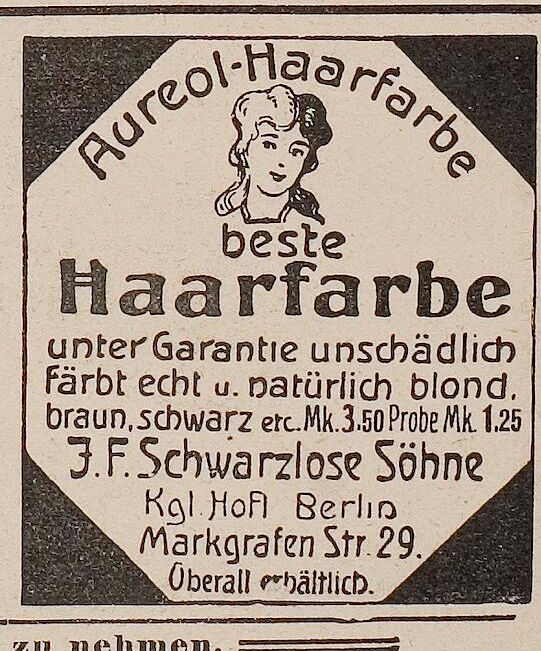 Aureol-Haarfarbe
beste
Haarfarbe
unter Garantie unschädlich
färbt echt u. natürlich blond,
braun, schwarz etc. Mk. 3.50 Probe Mk. 1.25
J. F. Schwarzlose Söhne
Kgl. Hofl Berlin
Markgrafen Str. 29.
Überall erhältlich.
zu nehmen.